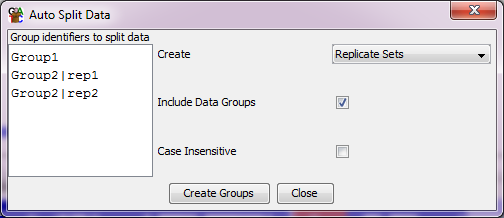 Auto Split Data
Group identifiers to split data
Group1
Group2|rep1
Group2|rep2
Create
Replicate Sets
Include Data Groups
Case Insensitive
Create Groups
Close